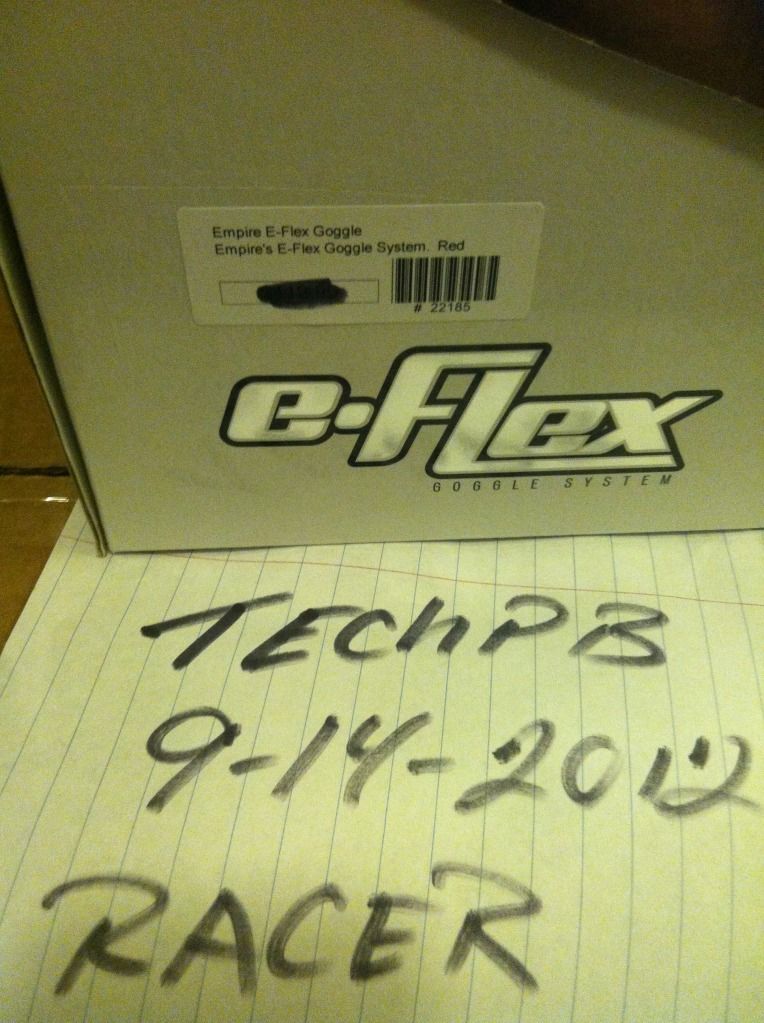 Empire E-Flex Goggle
Empire's E-Flex Goggle System. Red
# 22185
e·Flex
GOGGLE SYSTEM
TECHPB
9-14-2012
RACER